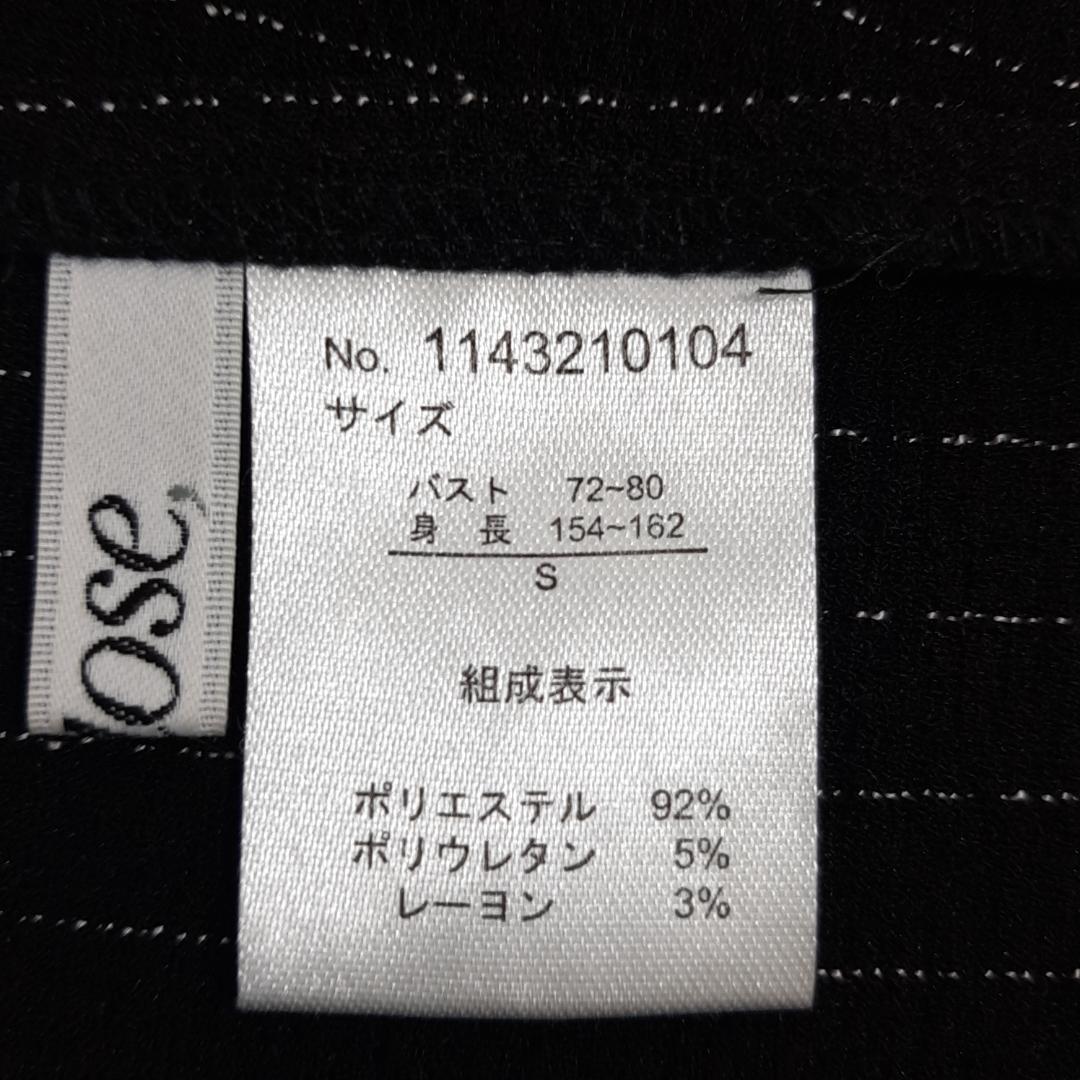 No. 1143210104
サイズ
バスト 72~80
身 長 154~162
S
組成表示
ポリエステル 92%
ポリウレタン 5%
レーヨン 3%
ose